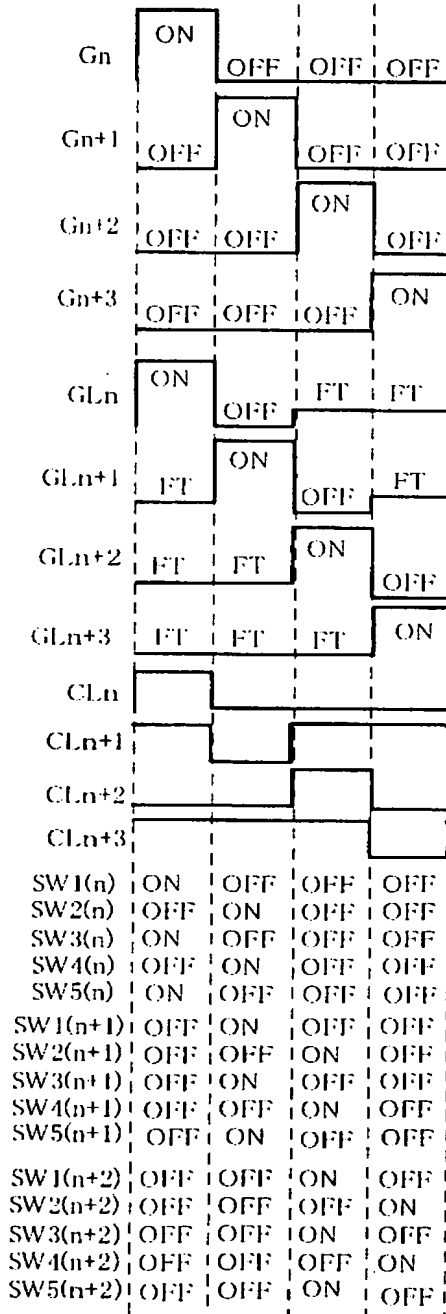 Gn ON OFF OFF OFF
Gn+1 OFF ON OFF OFF
Gn+2 OFF OFF ON OFF
Gn+3 OFF OFF OFF ON
GLn ON OFF FT FT
GLn+1 FT ON OFF FT
GLn+2 FT FT ON OFF
GLn+3 FT FT FT ON
CLn
CLn+1
CLn+2
CLn+3
SW1(n) ON OFF OFF OFF
SW2(n) OFF ON OFF OFF
SW3(n) ON OFF OFF OFF
SW4(n) OFF ON OFF OFF
SW5(n) ON OFF OFF OFF
SW1(n+1) OFF ON OFF OFF
SW2(n+1) OFF OFF ON OFF
SW3(n+1) OFF ON OFF OFF
SW4(n+1) OFF OFF ON OFF
SW5(n+1) OFF ON OFF OFF
SW1(n+2) OFF OFF ON OFF
SW2(n+2) OFF OFF OFF ON
SW3(n+2) OFF OFF ON OFF
SW4(n+2) OFF OFF OFF ON
SW5(n+2) OFF OFF ON OFF